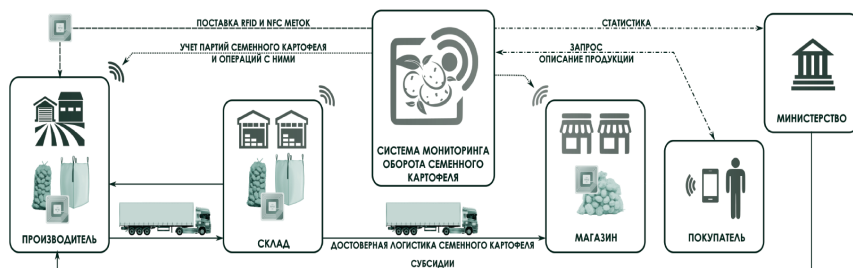 ПОСТАВКА RFID И NFC МЕТОК
СТАТИСТИКА
УЧЕТ ПАРТИЙ СЕМЕННОГО КАРТОФЕЛЯ
И ОПЕРАЦИЙ С НИМИ
ЗАПРОС
ОПИСАНИЕ ПРОДУКЦИИ
МИНИСТЕРСТВО
СИСТЕМА МОНИТОРИНГА
ОБОРОТА СЕМЕННОГО
КАРТОФЕЛЯ
ПРОИЗВОДИТЕЛЬ
СКЛАД
ДОСТОВЕРНАЯ ЛОГИСТИКА СЕМЕННОГО КАРТОФЕЛЯ
МАГАЗИН
ПОКУПАТЕЛЬ
СУБСИДИИ